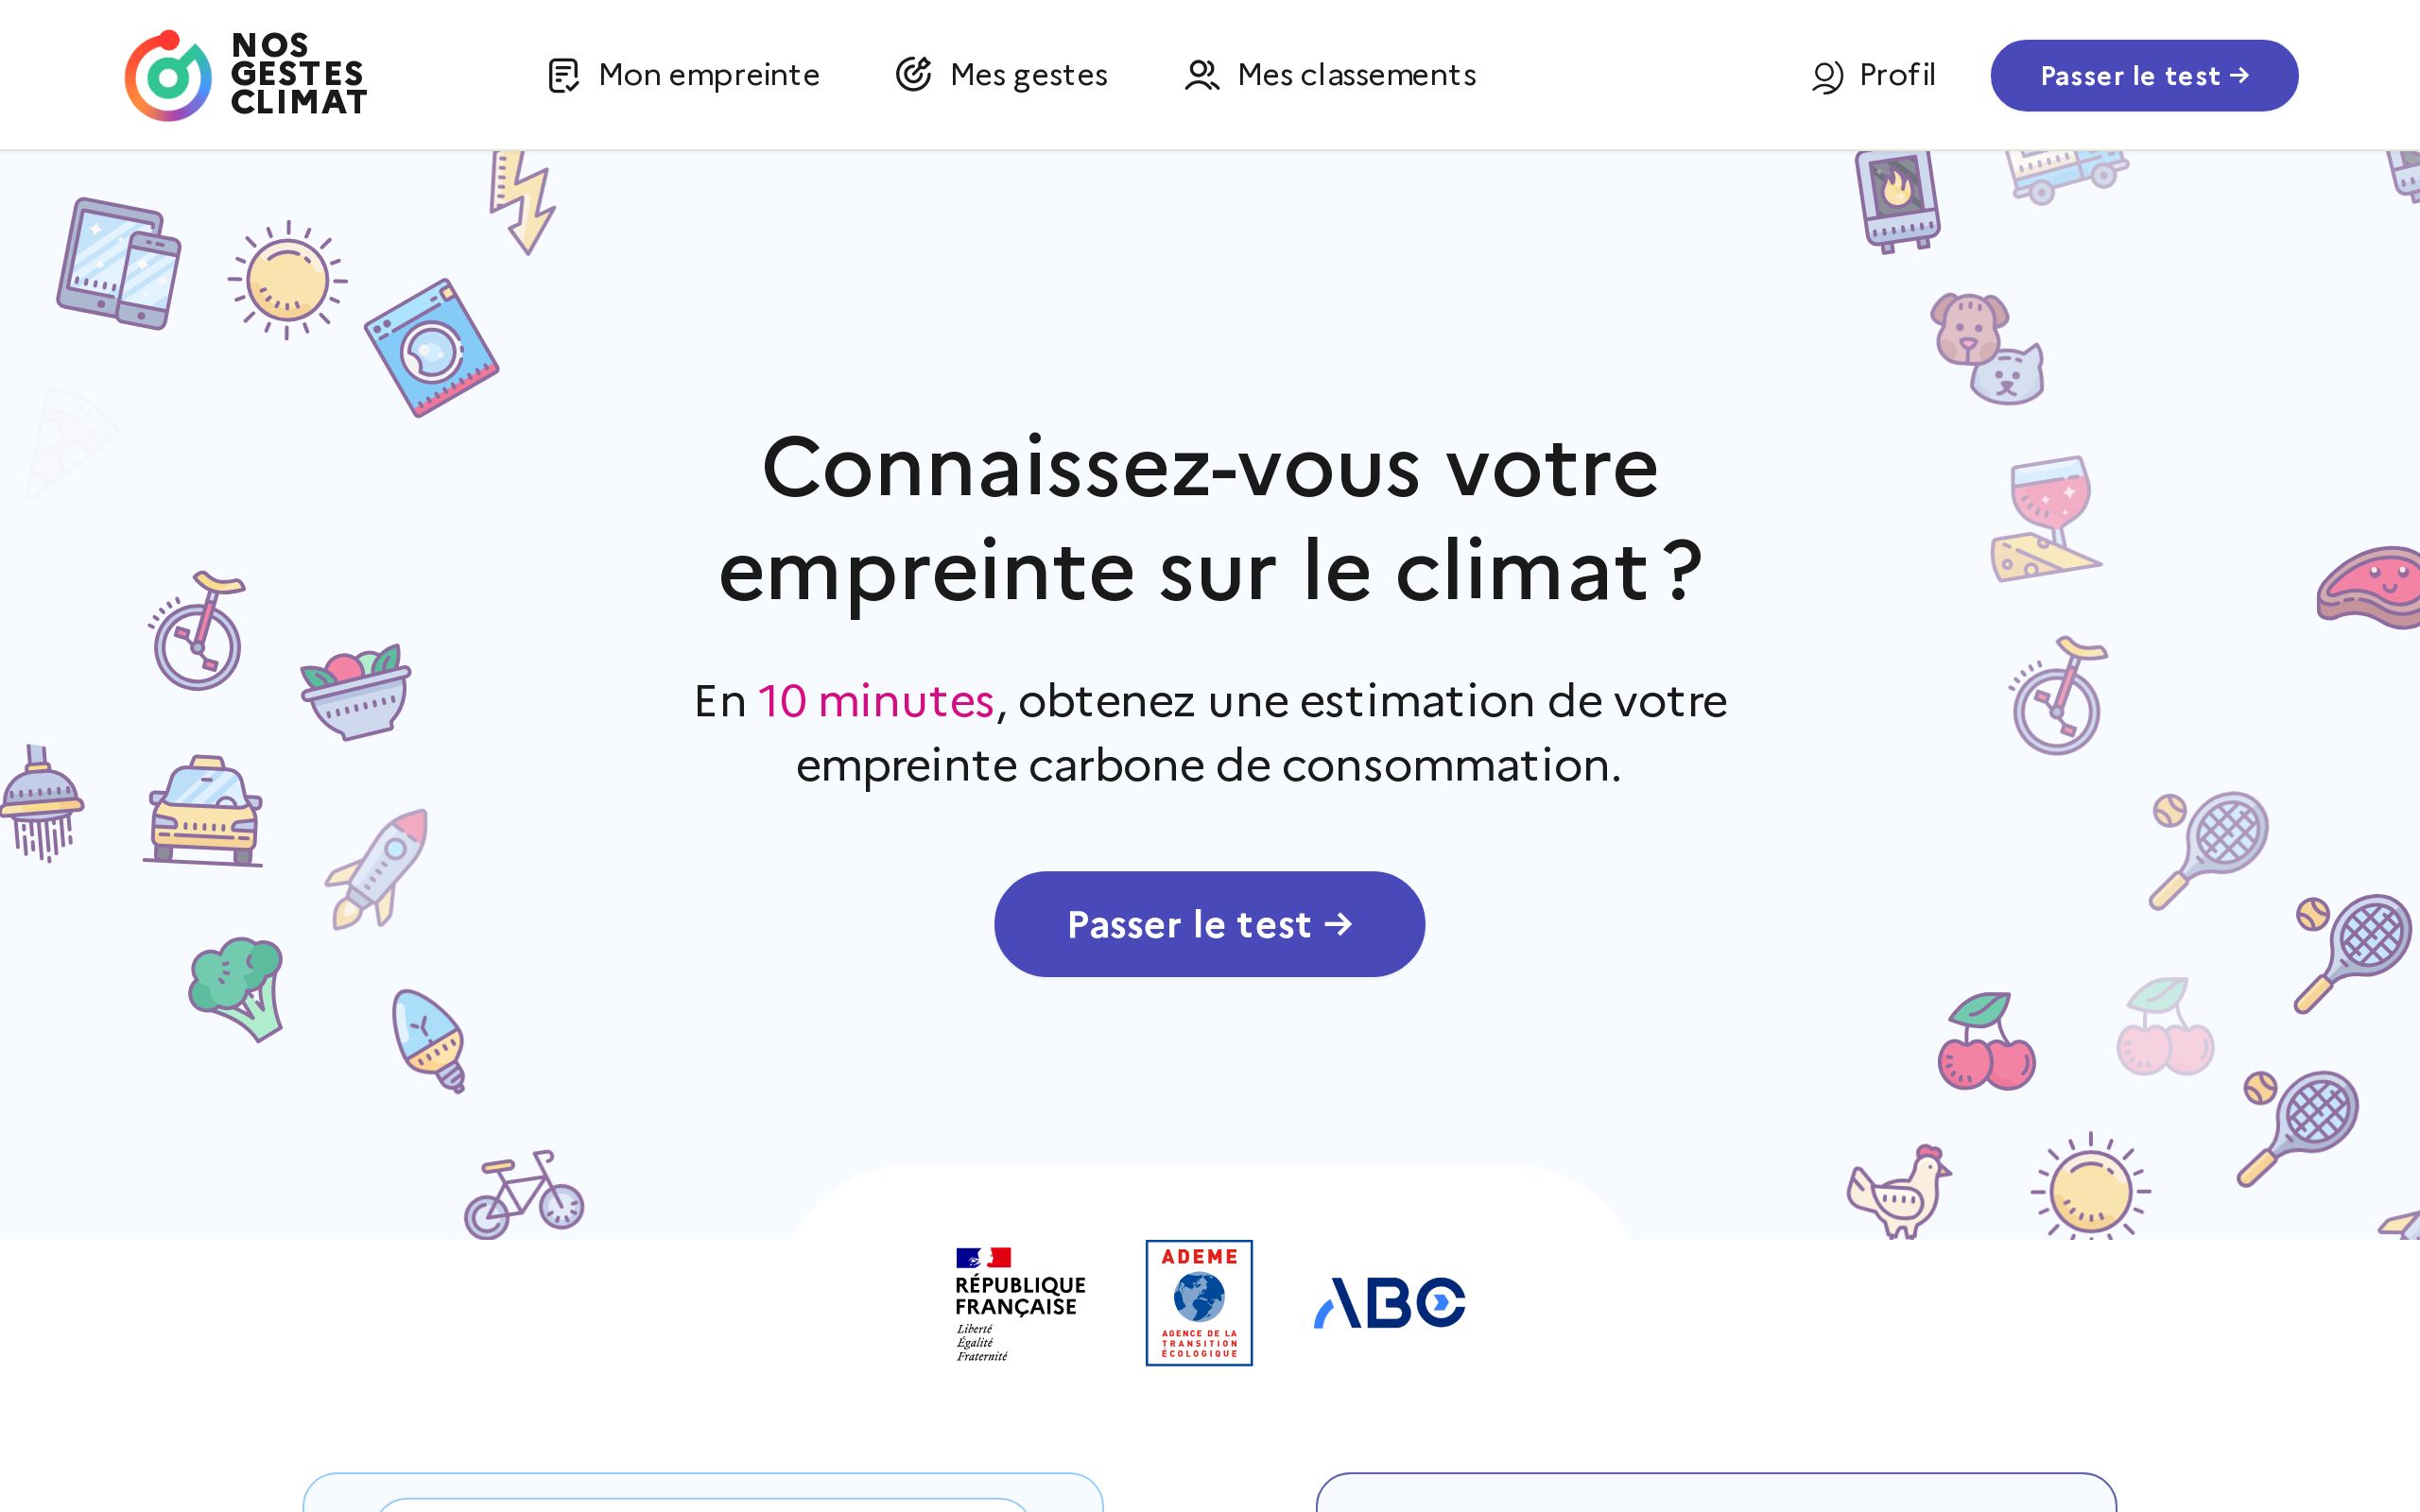 NOS
GESTES
CLIMAT
Mon empreinte
Mes gestes
Mes classements
Profil
Passer le test →
Connaissez-vous votre
empreinte sur le climat ?
En 10 minutes, obtenez une estimation de votre
empreinte carbone de consommation.
Passer le test →
RÉPUBLIQUE
FRANÇAISE
Liberté
Égalité
Fraternité
ADEME
AGENCE DE LA
TRANSITION
ÉCOLOGIQUE
ABC